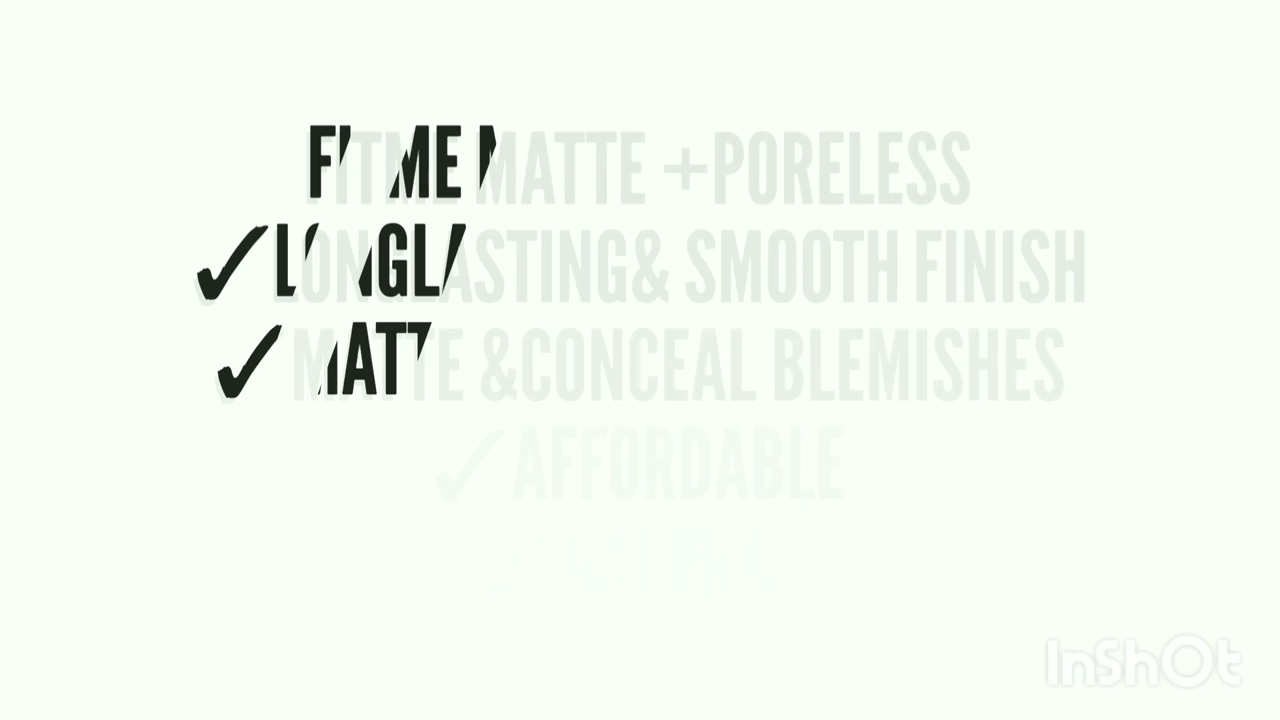 FITME MATTE +PORELESS
✓LONGLASTING& SMOOTH FINISH
✓MATTE &CONCEAL BLEMISHES
✓AFFORDABLE
InShOt